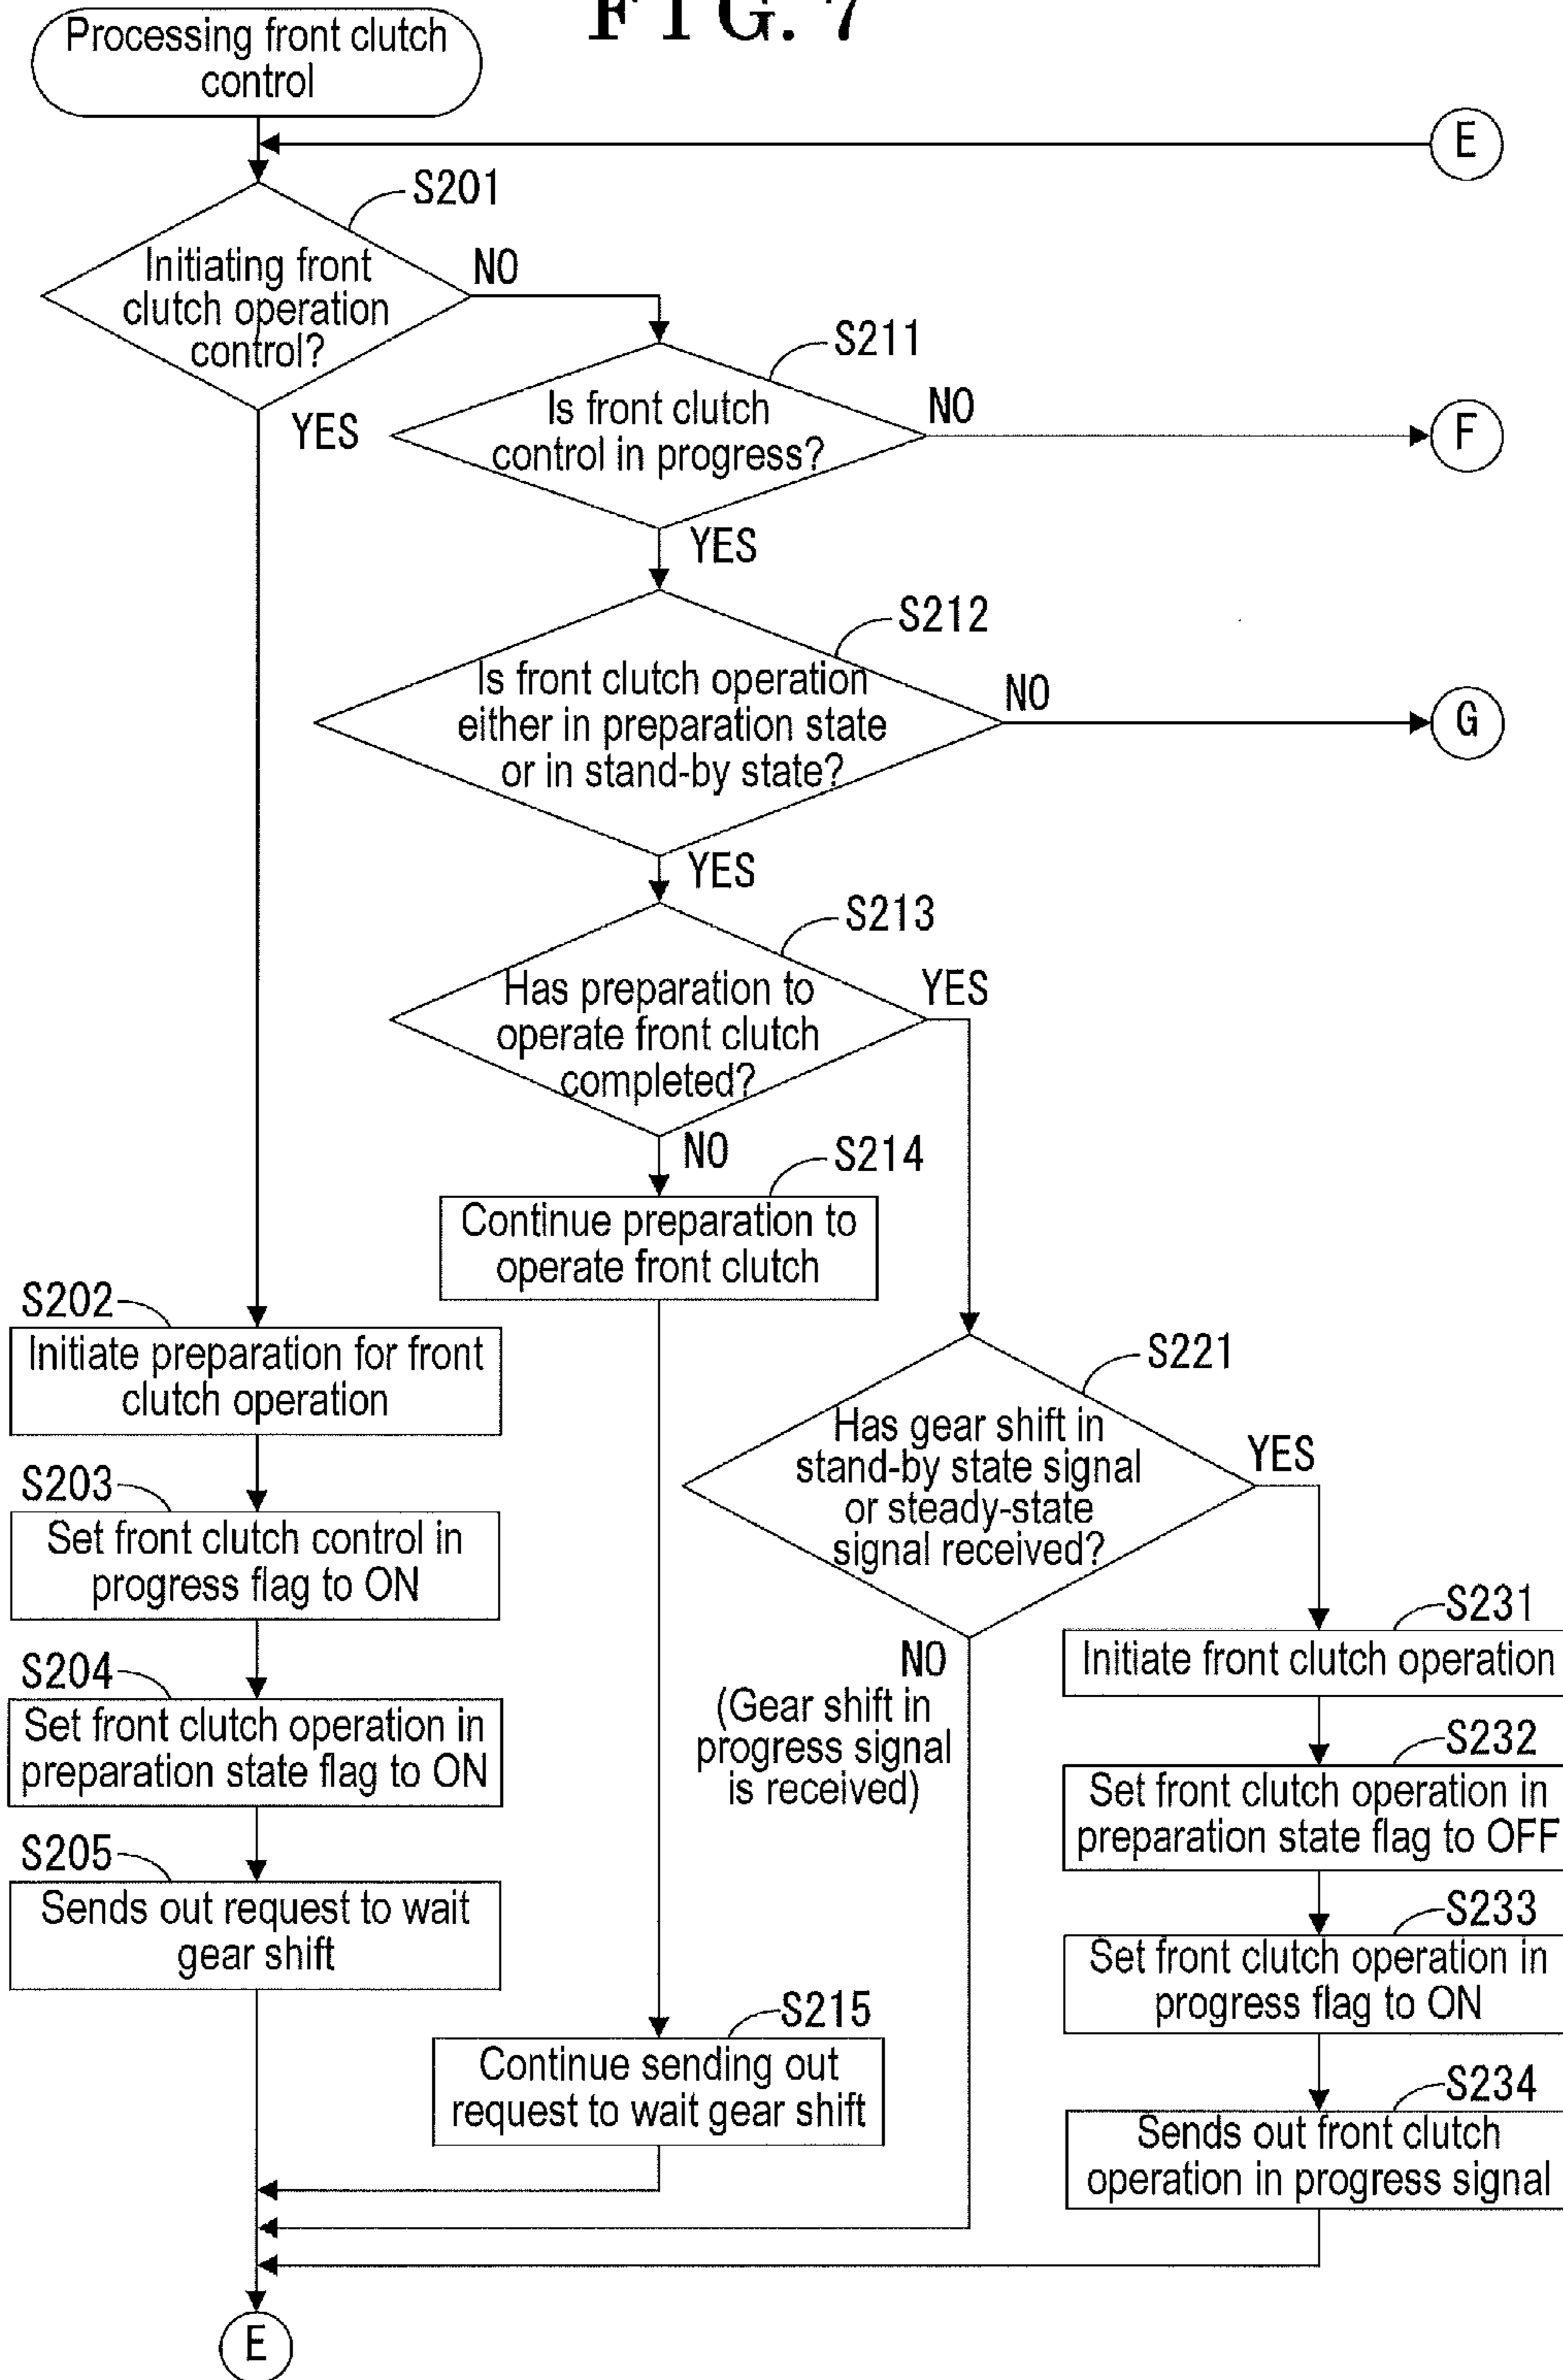 FIG. 7
Processing front clutch
control
E
S201
Initiating front
clutch operation
control?
NO
YES
S211
Is front clutch
control in progress?
NO
F
YES
S212
Is front clutch operation
either in preparation state
or in stand-by state?
NO
G
YES
S213
Has preparation to
operate front clutch
completed?
YES
NO
S214
Continue preparation to
operate front clutch
S202
Initiate preparation for front
clutch operation
S203
Set front clutch control in
progress flag to ON
S204
Set front clutch operation in
preparation state flag to ON
S205
Sends out request to wait
gear shift
S215
Continue sending out
request to wait gear shift
S221
Has gear shift in
stand-by state signal
or steady-state
signal received?
YES
NO
(Gear shift in
progress signal
is received)
S231
Initiate front clutch operation
S232
Set front clutch operation in
preparation state flag to OFF
S233
Set front clutch operation in
progress flag to ON
S234
Sends out front clutch
operation in progress signal
E